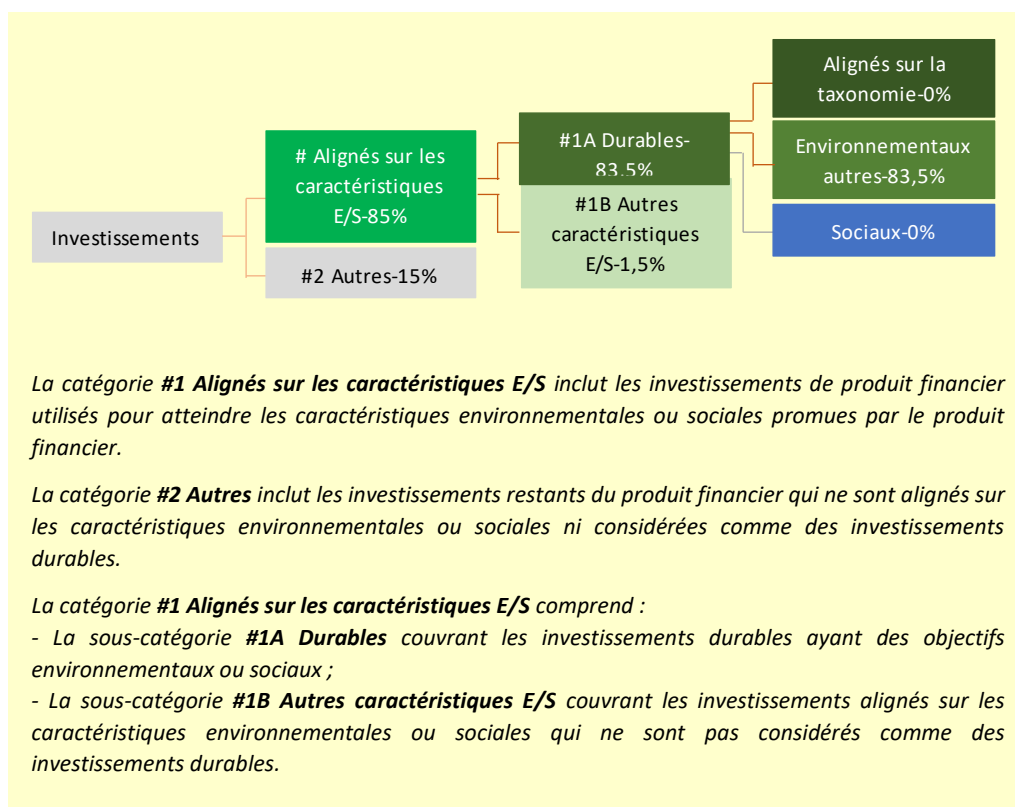 Investissements
# Alignés sur les
caractéristiques
E/S-85%
#2 Autres-15%
#1A Durables-
83.5%
#1B Autres
caractéristiques
E/S-1,5%
Alignés sur la
taxonomie-0%
Environnementaux
autres-83,5%
Sociaux-0%
La catégorie #1 Alignés sur les caractéristiques E/S inclut les investissements de produit financier
utilisés pour atteindre les caractéristiques environnementales ou sociales promues par le produit
financier.
La catégorie #2 Autres inclut les investissements restants du produit financier qui ne sont alignés sur
les caractéristiques environnementales ou sociales ni considérées comme des investissements
durables.
La catégorie #1 Alignés sur les caractéristiques E/S comprend :
- La sous-catégorie #1A Durables couvrant les investissements durables ayant des objectifs
environnementaux ou sociaux ;
- La sous-catégorie #1B Autres caractéristiques E/S couvrant les investissements alignés sur les
caractéristiques environnementales ou sociales qui ne sont pas considérés comme des
investissements durables.